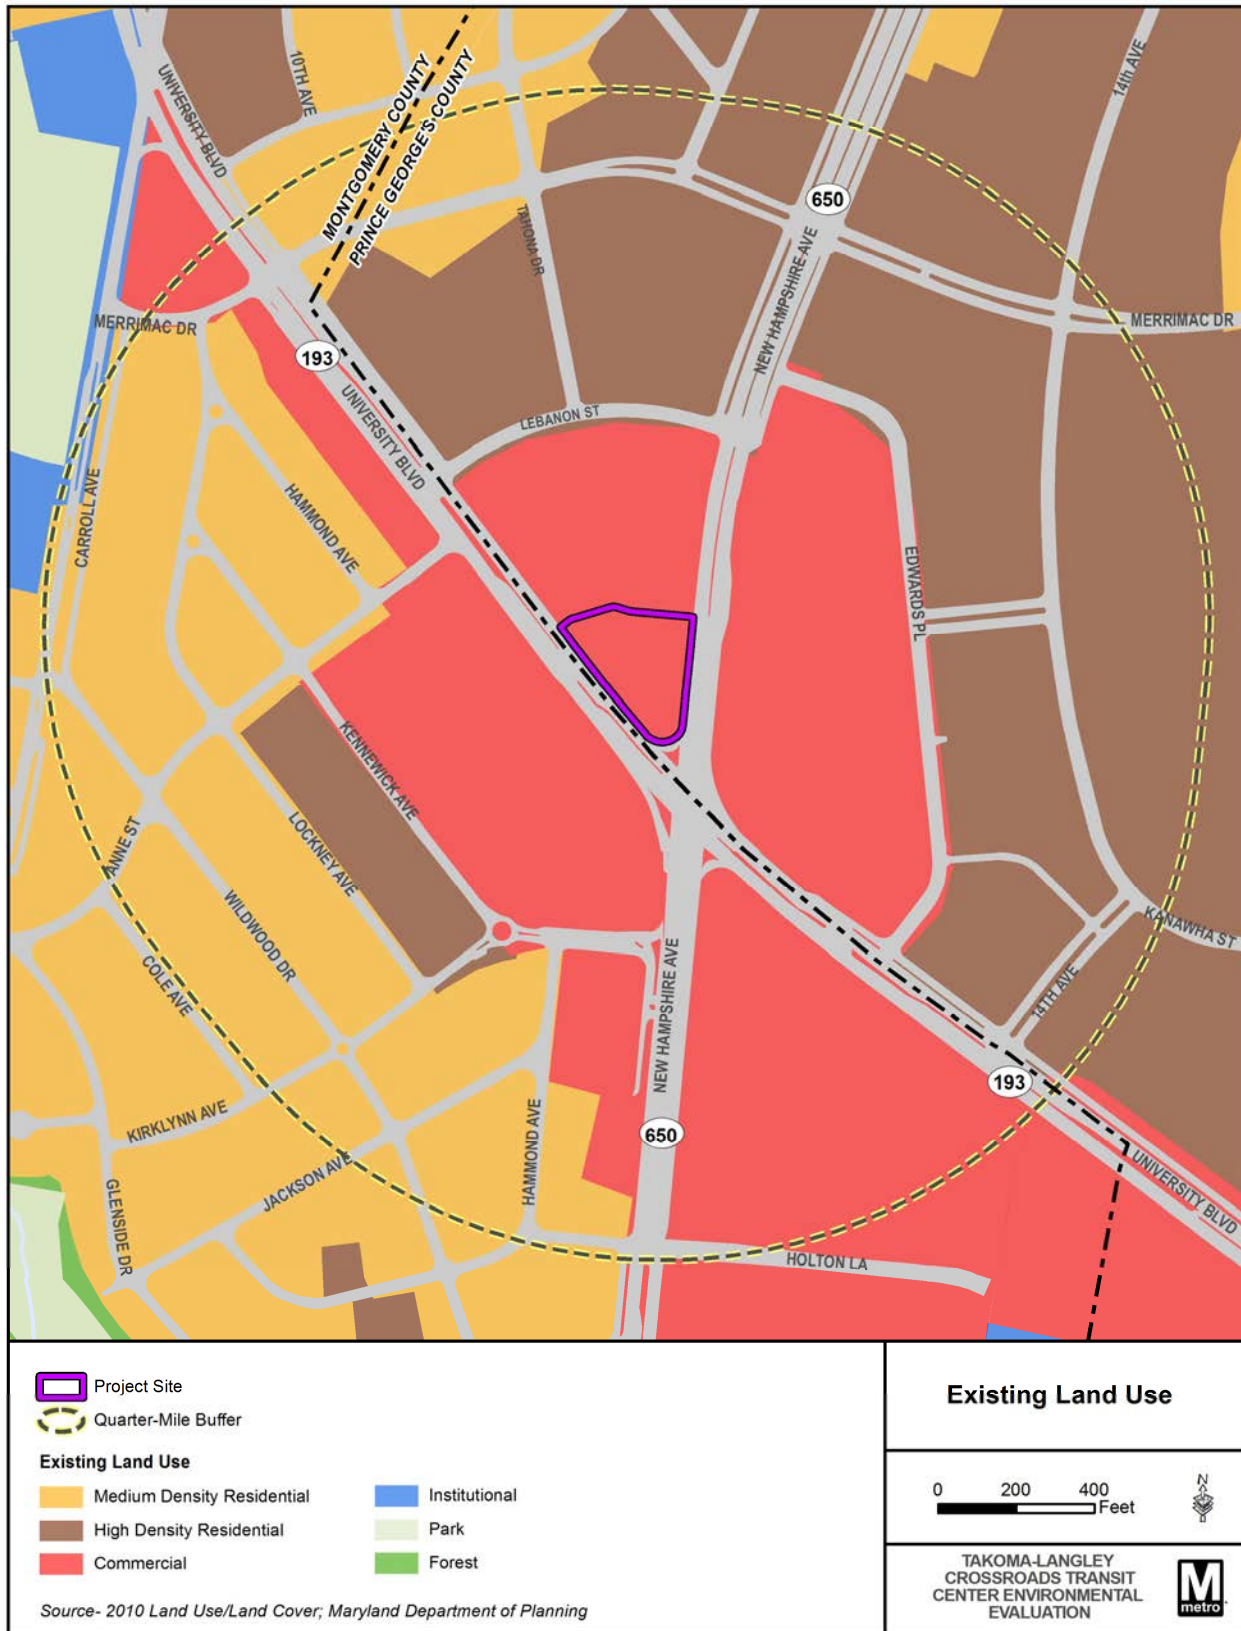 UNIVERSITY BLVD
10TH AVE
MONTGOMERY COUNTY
PRINCE GEORGE'S COUNTY
14th AVE
650
TAHONA DR
NEW HAMPSHIRE AVE
MERRIMAC DR
MERRIMAC DR
193
UNIVERSITY BLVD
LEBANON ST
CARROLL AVE
HAMMOND AVE
EDWARDS PL
KENNEWICK AVE
LOCKNEY AVE
ANNE ST
WILDWOOD DR
COLE AVE
KANAWHA ST
14TH AVE
NEW HAMPSHIRE AVE
193
650
KIRKLYNN AVE
HAMMOND AVE
JACKSON AVE
GLENSIDE DR
UNIVERSITY BLVD
HOLTON LA
Project Site
Quarter-Mile Buffer
Existing Land Use
Medium Density Residential
High Density Residential
Commercial
Institutional
Park
Forest
Source- 2010 Land Use/Land Cover; Maryland Department of Planning
Existing Land Use
0 200 400
Feet
N
TAKOMA-LANGLEY
CROSSROADS TRANSIT
CENTER ENVIRONMENTAL
EVALUATION
M
metro